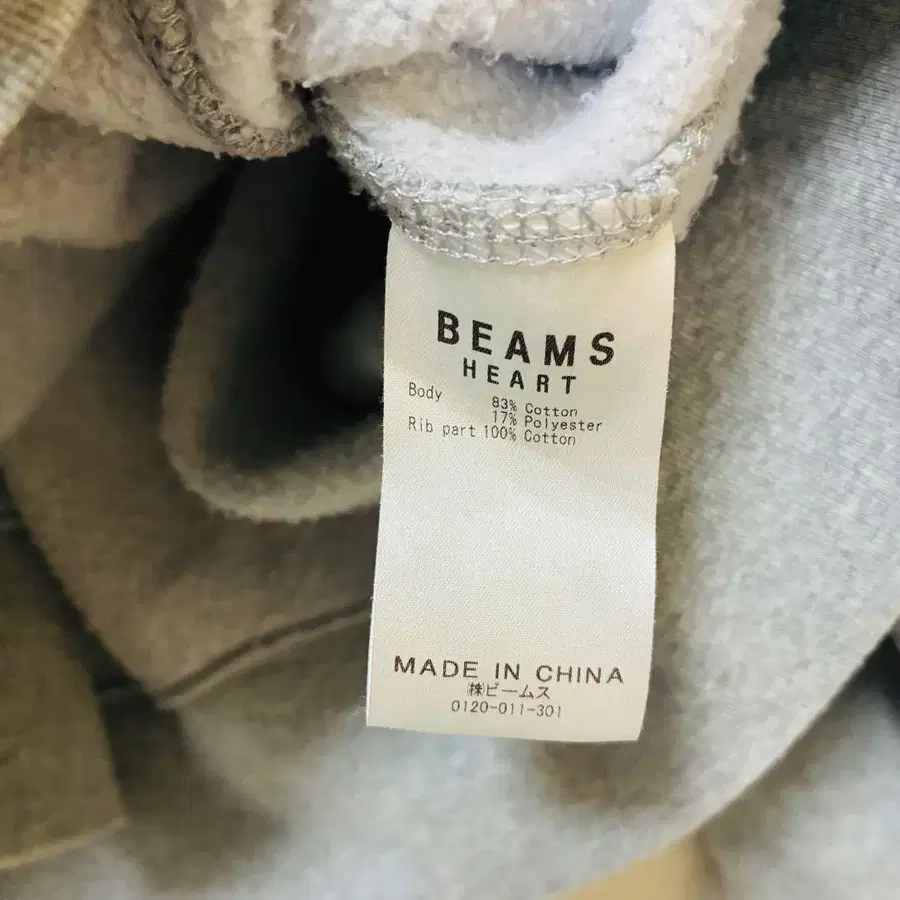 BEAMS
HEART
Body 83% Cotton
17% Polyester
Rib part 100% Cotton
MADE IN CHINA
㈱ビームス
0120-011-301